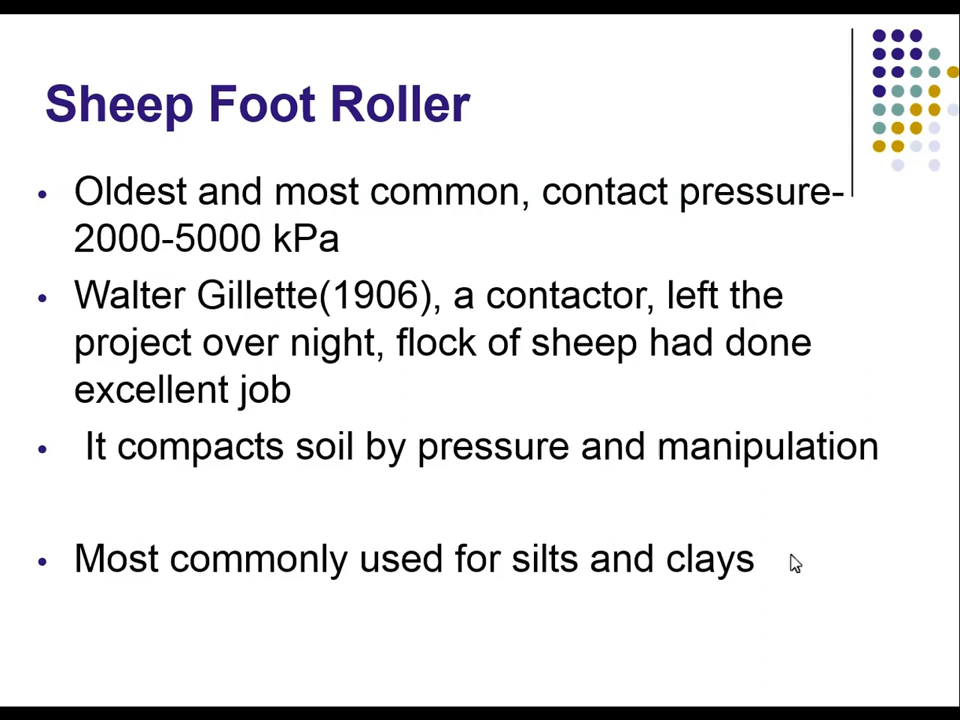 Sheep Foot Roller
• Oldest and most common, contact pressure-
2000-5000 kPa
• Walter Gillette(1906), a contactor, left the
project over night, flock of sheep had done
excellent job
• It compacts soil by pressure and manipulation
• Most commonly used for silts and clays